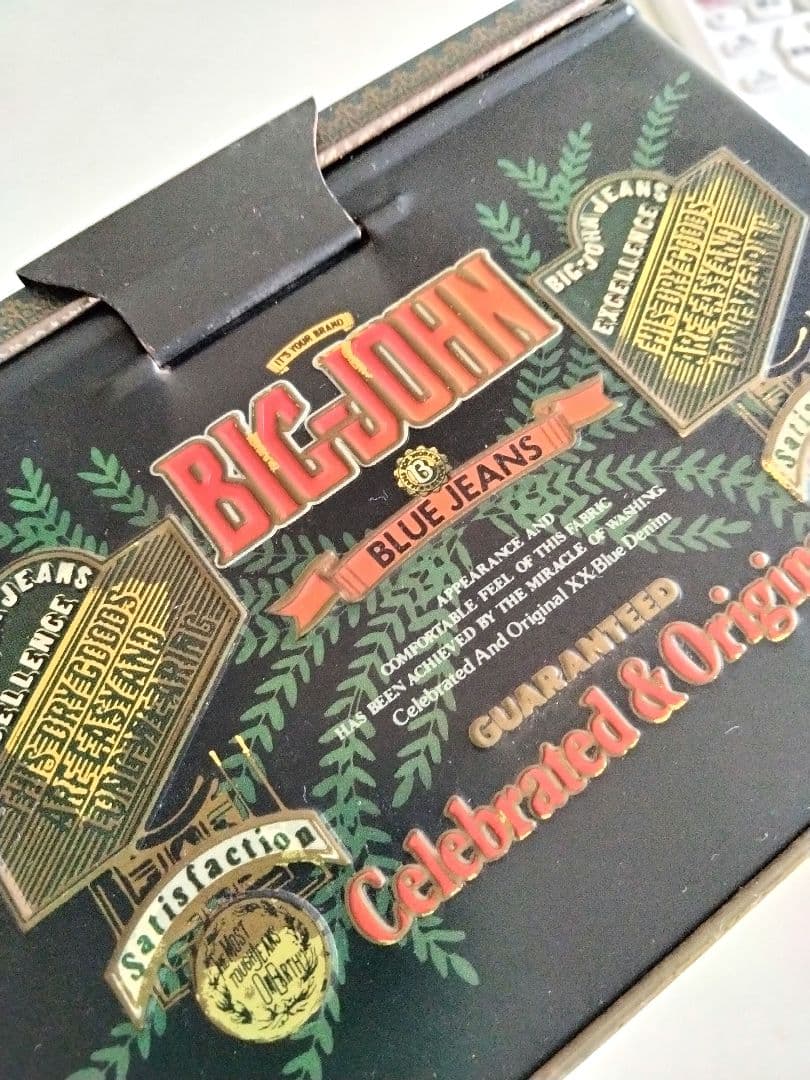 IT'S YOUR BRAND
BIG-JOHN
B
BLUE JEANS
APPEARANCE AND
COMFORTABLE FEEL OF THIS FABRIC
HAS BEEN ACHIEVED BY THE MIRACLE OF WASHING.
Celebrated And Original XX Blue Denim
GUARANTEED
Celebrated & Origin
BIG-JOHN JEANS
EXCELLENCE
THIS DRY GOODS
ARE EASY AND
LONG WEARING
Satis
JEANS
ELLENCE
THIS DRY GOODS
ARE EASY AND
LONG WEARING
Satisfaction
THE MOST
TOUGH JEANS
ON EARTH